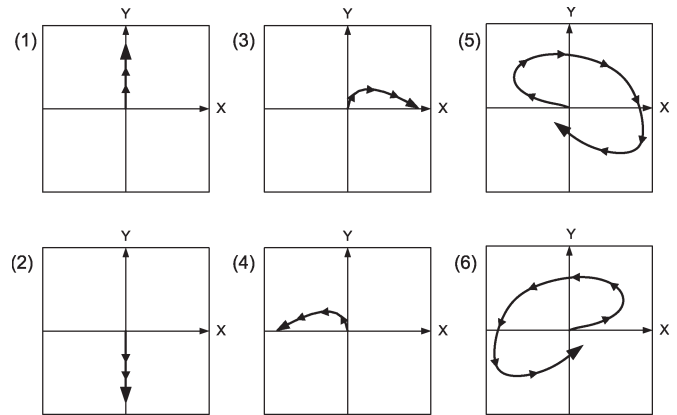 (1) Y X
(3) Y X
(5) Y X
(2) Y X
(4) Y X
(6) Y X